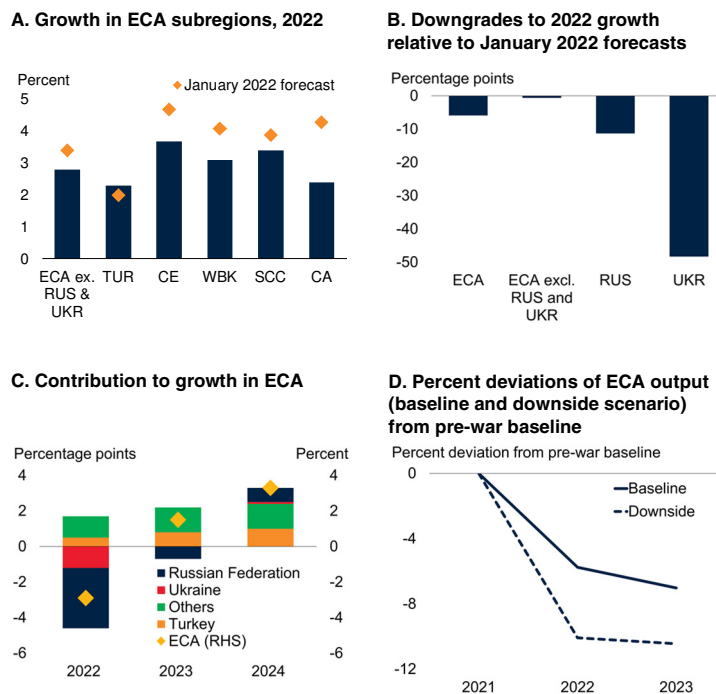 A. Growth in ECA subregions, 2022
Percent
January 2022 forecast
5
4
3
2
1
0
ECA ex. RUS & UKR
TUR
CE
WBK
SCC
CA
B. Downgrades to 2022 growth
relative to January 2022 forecasts
Percentage points
0
-10
-20
-30
-40
-50
ECA
ECA excl. RUS and UKR
RUS
UKR
C. Contribution to growth in ECA
Percentage points
Percent
4
2
0
-2
-4
-6
4
2
0
-2
-4
-6
Russian Federation
Ukraine
Others
Turkey
ECA (RHS)
2022
2023
2024
D. Percent deviations of ECA output
(baseline and downside scenario)
from pre-war baseline
Percent deviation from pre-war baseline
0
-4
-8
-12
Baseline
Downside
2021
2022
2023